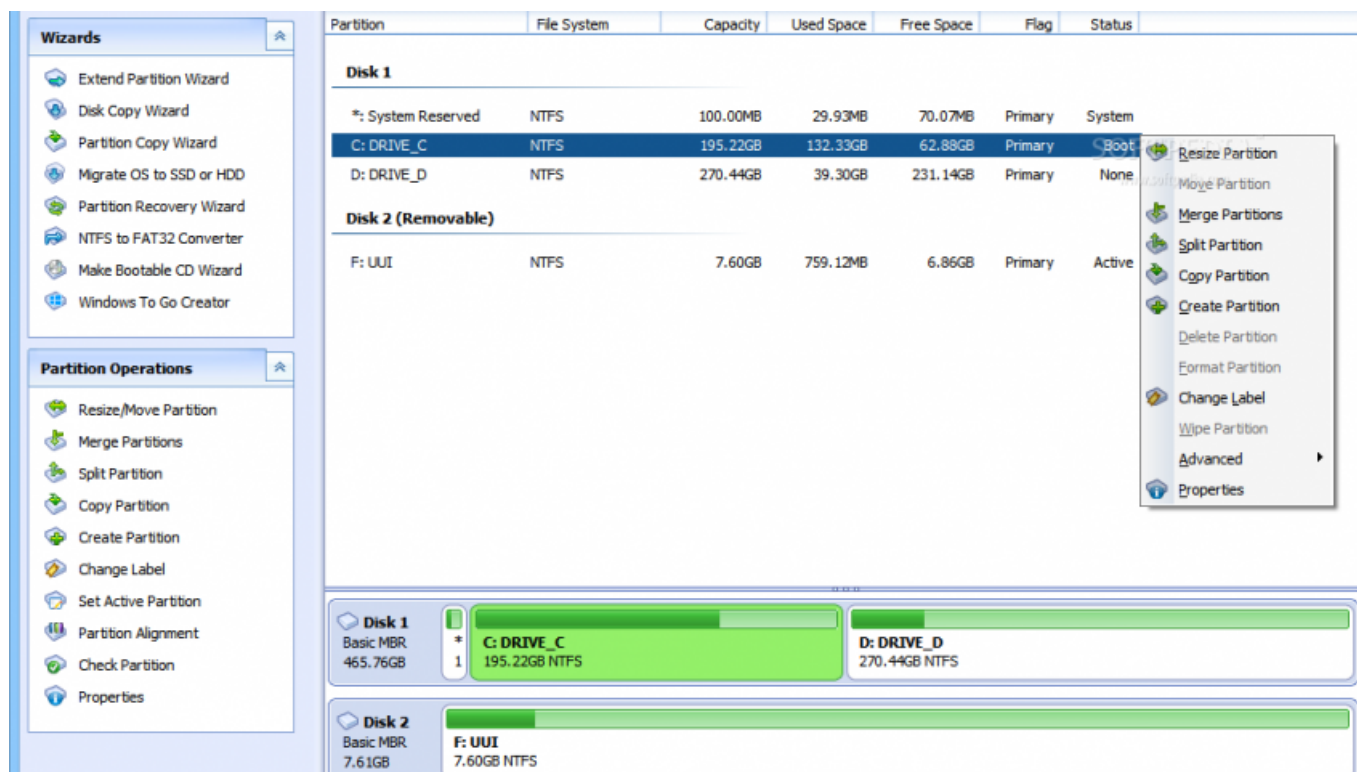 Wizards
Extend Partition Wizard
Disk Copy Wizard
Partition Copy Wizard
Migrate OS to SSD or HDD
Partition Recovery Wizard
NTFS to FAT32 Converter
Make Bootable CD Wizard
Windows To Go Creator
Partition Operations
Resize/Move Partition
Merge Partitions
Split Partition
Copy Partition
Create Partition
Change Label
Set Active Partition
Partition Alignment
Check Partition
Properties
Partition File System Capacity Used Space Free Space Flag Status
Disk 1
*: System Reserved NTFS 100.00MB 29.93MB 70.07MB Primary System
C: DRIVE_C NTFS 195.22GB 132.33GB 62.88GB Primary Boot
D: DRIVE_D NTFS 270.44GB 39.30GB 231.14GB Primary None
Disk 2 (Removable)
F: UUI NTFS 7.60GB 759.12MB 6.86GB Primary Active
Resize Partition
Move Partition
Merge Partitions
Split Partition
Copy Partition
Create Partition
Delete Partition
Format Partition
Change Label
Wipe Partition
Advanced
Properties
Disk 1
Basic MBR
465.76GB
*
1
C: DRIVE_C
195.22GB NTFS
D: DRIVE_D
270.44GB NTFS
Disk 2
Basic MBR
7.61GB
F: UUI
7.60GB NTFS